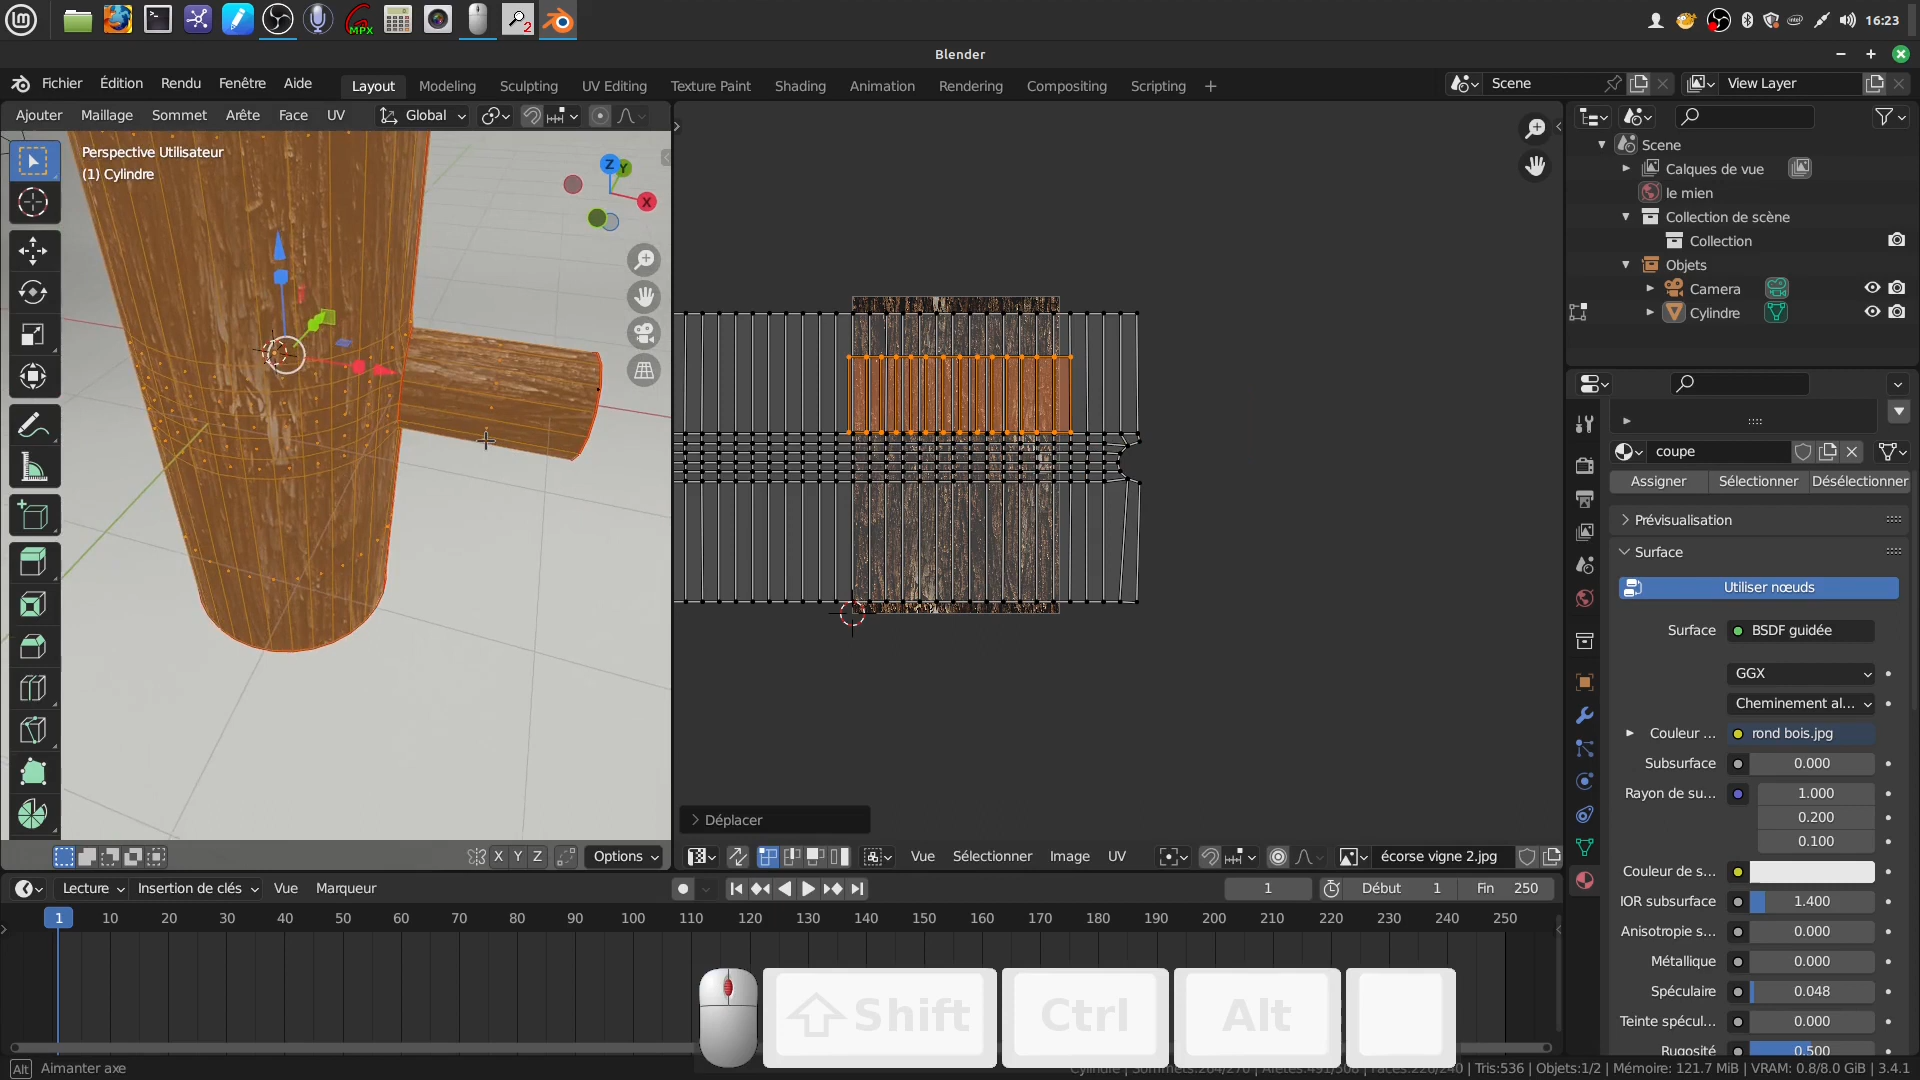 MPX
2
16:23
Blender
Fichier Édition Rendu Fenêtre Aide
Layout Modeling Sculpting UV Editing Texture Paint Shading Animation Rendering Compositing Scripting +
Scene
View Layer
Ajouter Maillage Sommet Arête Face UV
Global
Perspective Utilisateur
(1) Cylindre
Z
Y
X
Scene
Calques de vue
le mien
Collection de scène
Collection
Objets
Camera
Cylindre
coupe
Assigner
Sélectionner
Désélectionner
Prévisualisation
Surface
Utiliser nœuds
Surface
BSDF guidée
GGX
Cheminement al...
Couleur ...
rond bois.jpg
Subsurface
0.000
Rayon de su...
1.000
0.200
0.100
Couleur de s...
IOR subsurface
1.400
Anisotropie s...
0.000
Métallique
0.000
Spéculaire
0.048
Teinte spécul...
0.000
Rugosité
0.500
Déplacer
X Y Z
Options
Vue Sélectionner Image UV
écorse vigne 2.jpg
Lecture Insertion de clés Vue Marqueur
1
Début 1
Fin 250
1 10 20 30 40 50 60 70 80 90 100 110 120 130 140 150 160 170 180 190 200 210 220 230 240 250
Shift
Ctrl
Alt
Alt Aimanter axe
Tris:536 | Objets:1/2 | Mémoire: 121.7 MiB | VRAM: 0.8/8.0 GiB | 3.4.1